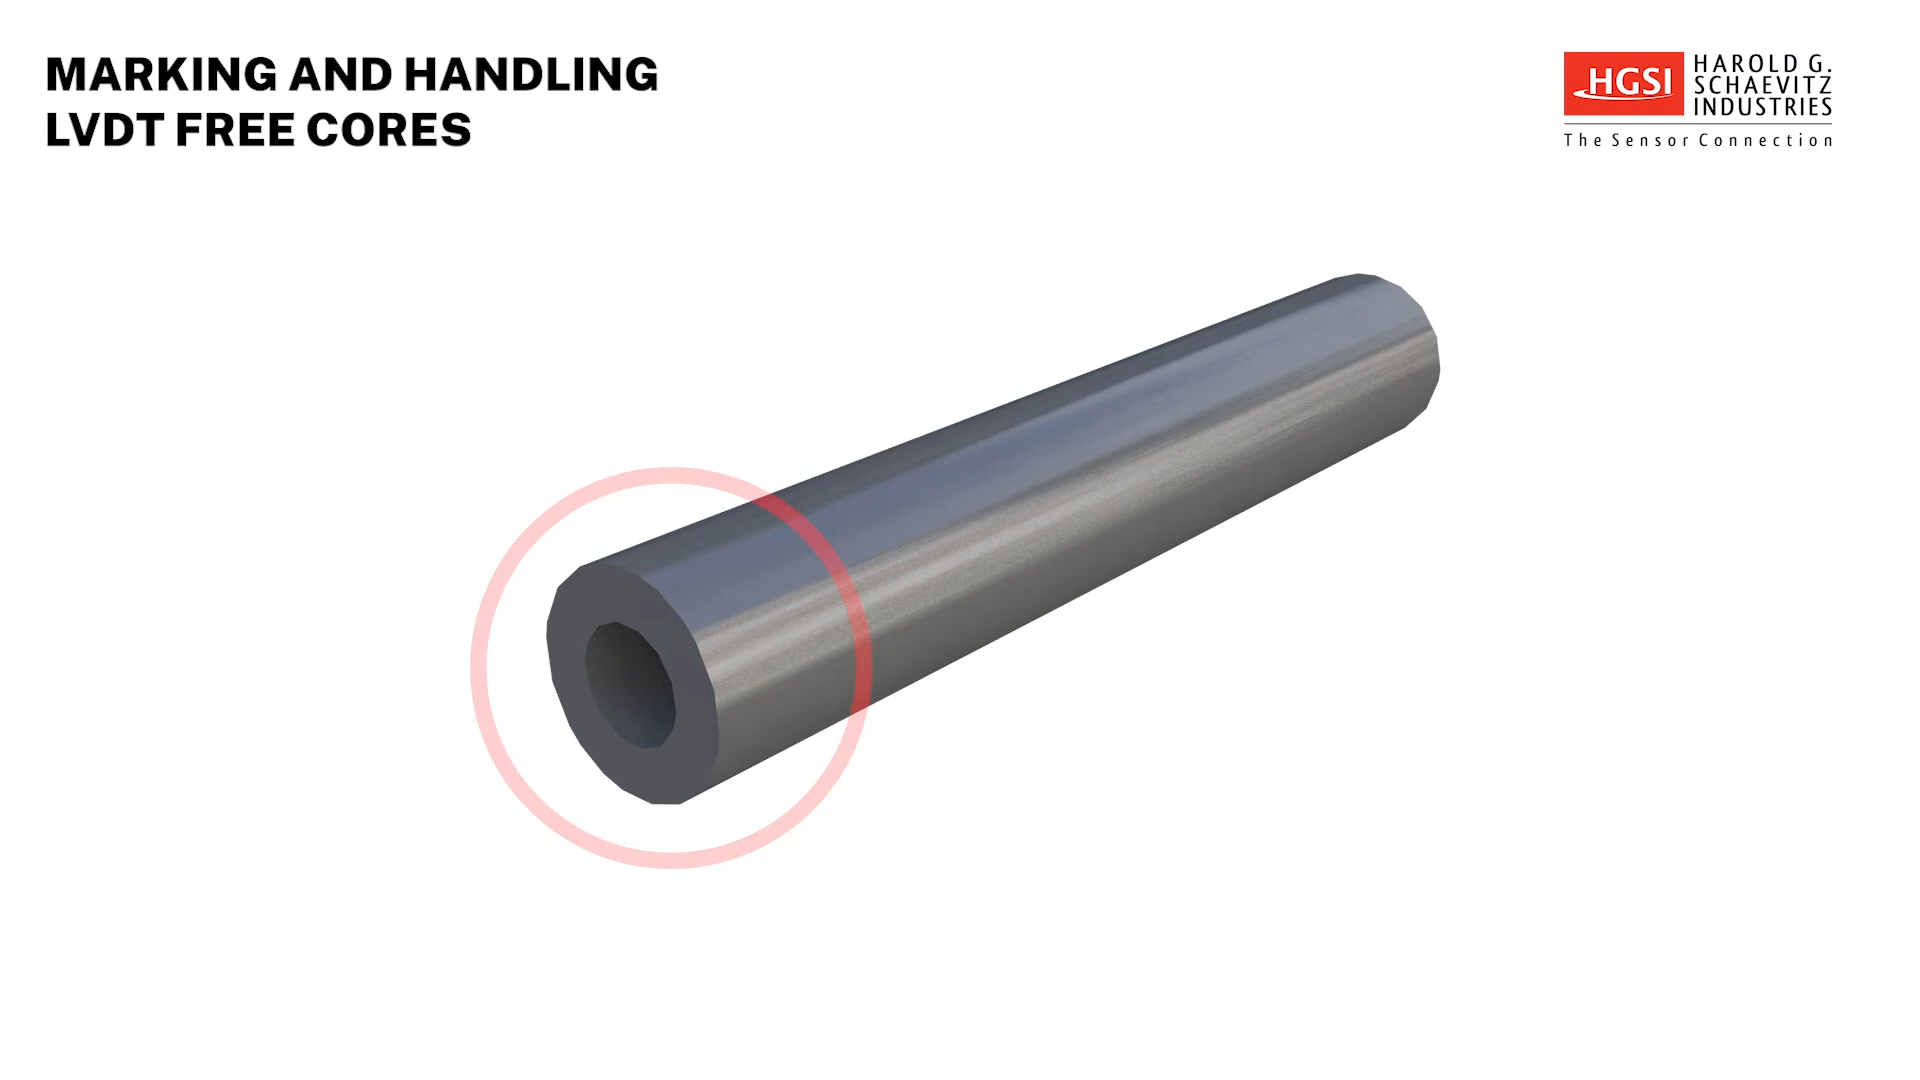 MARKING AND HANDLING
LVDT FREE CORES
HGSI
HAROLD G.
SCHAEVITZ
INDUSTRIES
The Sensor Connection